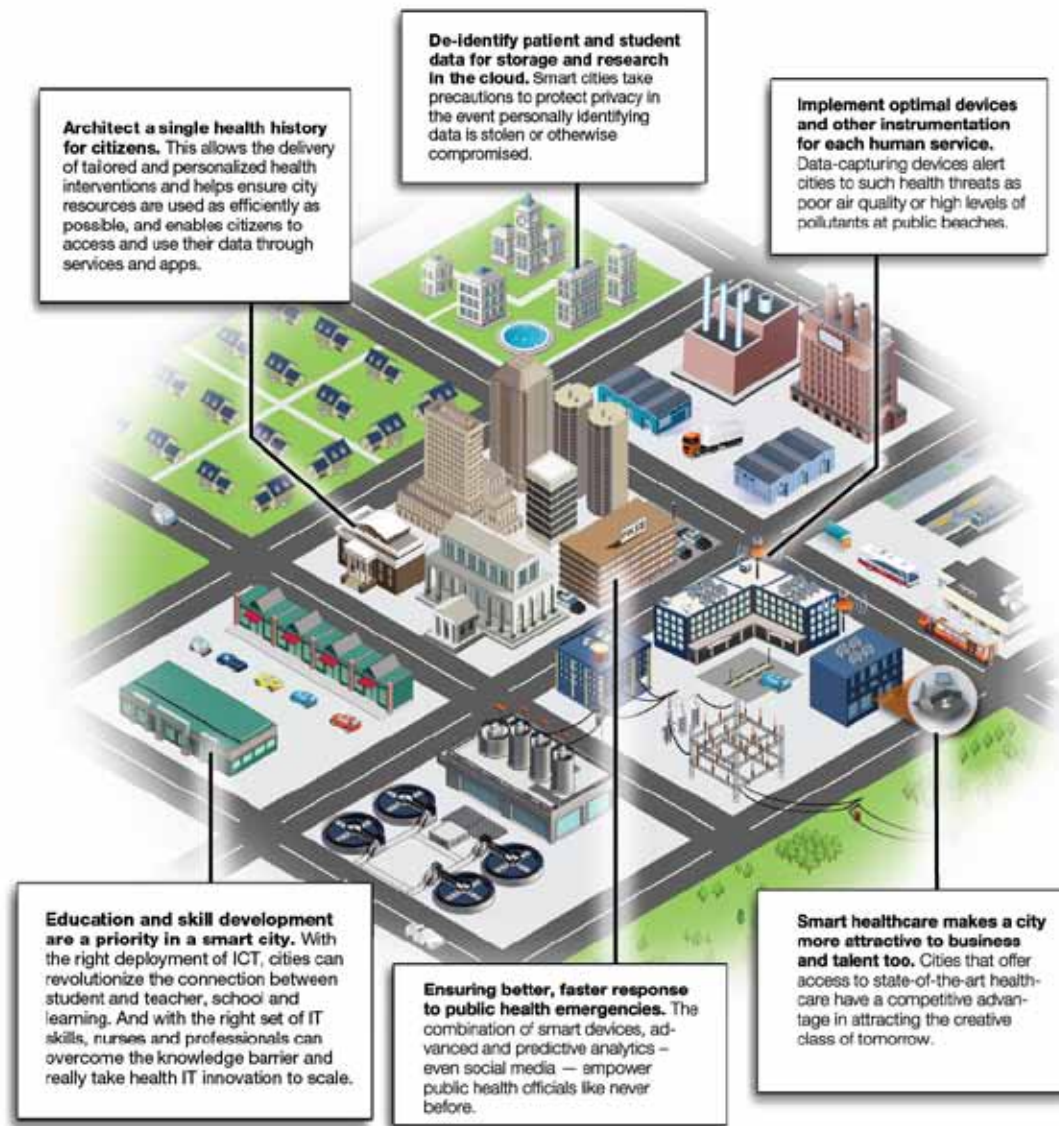 De-identify patient and student
data for storage and research
in the cloud. Smart cities take
precautions to protect privacy in
the event personally identifying
data is stolen or otherwise
compromised.
Architect a single health history
for citizens. This allows the delivery
of tailored and personalized health
interventions and helps ensure city
resources are used as efficiently as
possible, and enables citizens to
access and use their data through
services and apps.
Implement optimal devices
and other instrumentation
for each human service.
Data-capturing devices alert
cities to such health threats as
poor air quality or high levels of
pollutants at public beaches.
Education and skill development
are a priority in a smart city. With
the right deployment of ICT, cities can
revolutionize the connection between
student and teacher, school and
learning. And with the right set of IT
skills, nurses and professionals can
overcome the knowledge barrier and
really take health IT innovation to scale.
Ensuring better, faster response
to public health emergencies. The
combination of smart devices, ad-
vanced and predictive analytics –
even social media — empower
public health officials like never
before.
Smart healthcare makes a city
more attractive to business
and talent too. Cities that offer
access to state-of-the-art health-
care have a competitive advan-
tage in attracting the creative
class of tomorrow.